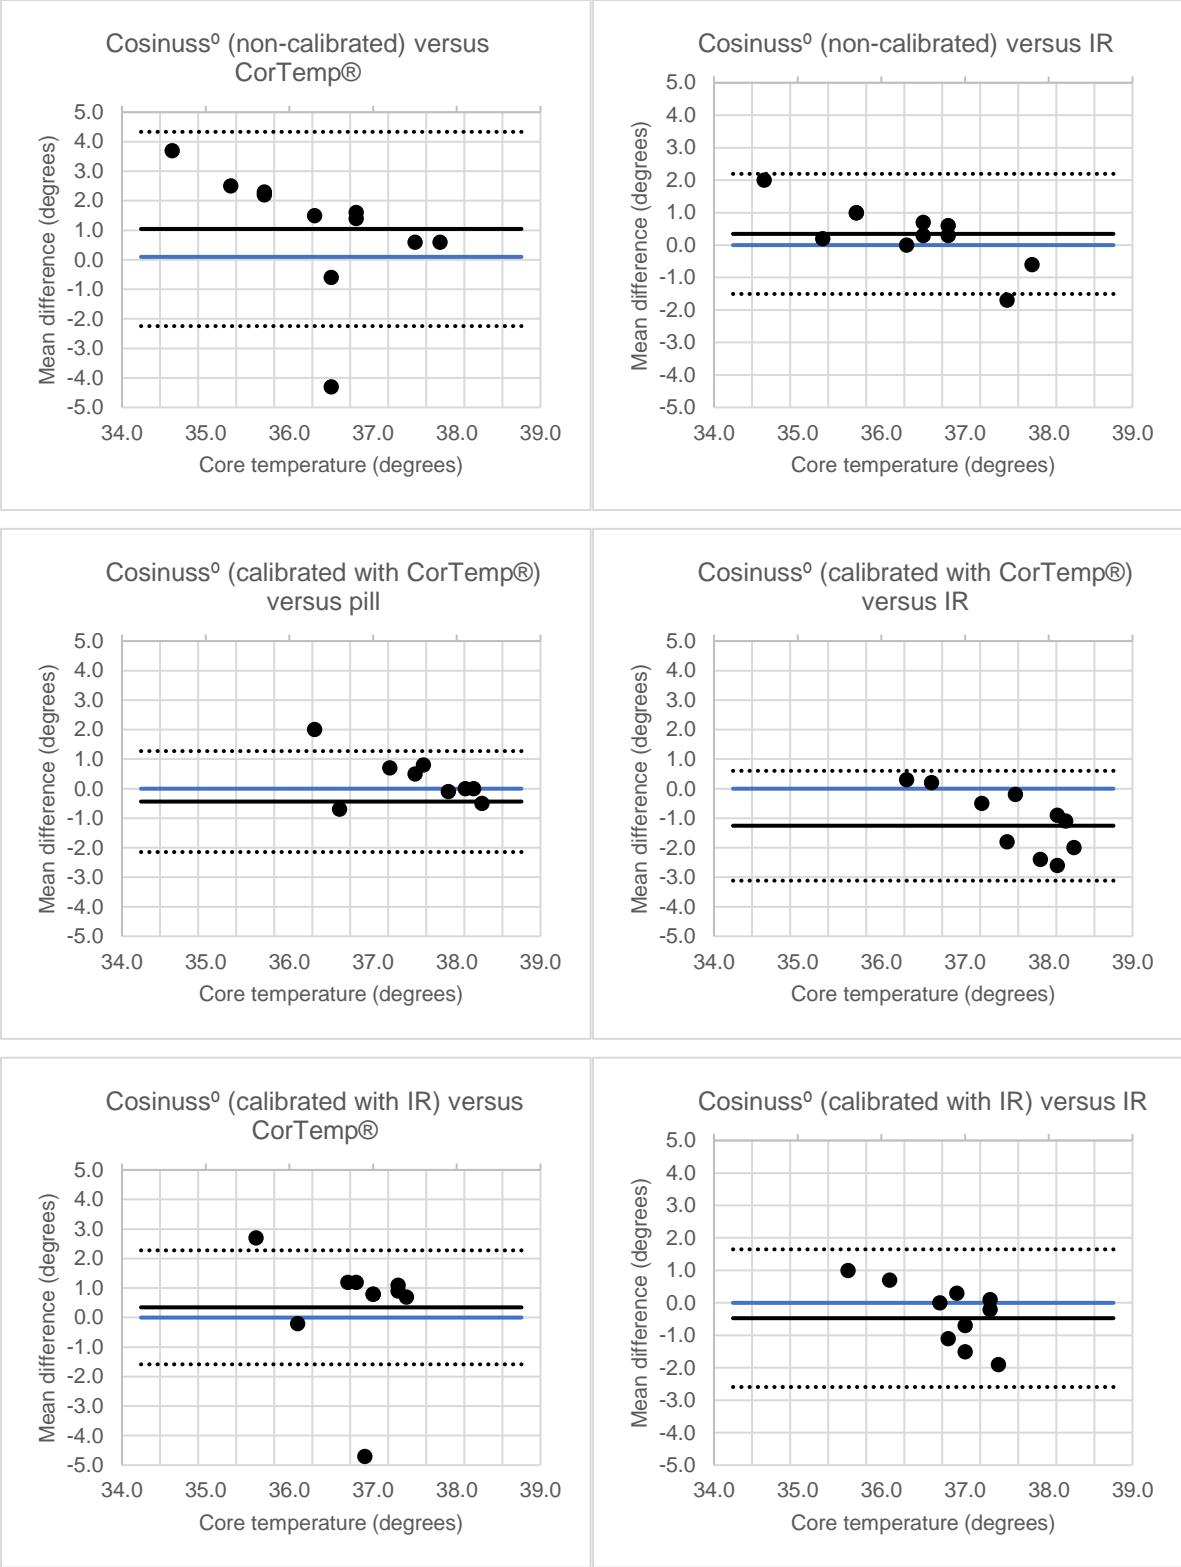 Cosinussº (non-calibrated) versus
CorTemp®
5.0
4.0
3.0
2.0
1.0
0.0
-1.0
-2.0
-3.0
-4.0
-5.0
Mean difference (degrees)
34.0 35.0 36.0 37.0 38.0 39.0
Core temperature (degrees)
Cosinussº (non-calibrated) versus IR
5.0
4.0
3.0
2.0
1.0
0.0
-1.0
-2.0
-3.0
-4.0
-5.0
Mean difference (degrees)
34.0 35.0 36.0 37.0 38.0 39.0
Core temperature (degrees)
Cosinussº (calibrated with CorTemp®)
versus pill
5.0
4.0
3.0
2.0
1.0
0.0
-1.0
-2.0
-3.0
-4.0
-5.0
Mean difference (degrees)
34.0 35.0 36.0 37.0 38.0 39.0
Core temperature (degrees)
Cosinussº (calibrated with CorTemp®)
versus IR
5.0
4.0
3.0
2.0
1.0
0.0
-1.0
-2.0
-3.0
-4.0
-5.0
Mean difference (degrees)
34.0 35.0 36.0 37.0 38.0 39.0
Core temperature (degrees)
Cosinussº (calibrated with IR) versus
CorTemp®
5.0
4.0
3.0
2.0
1.0
0.0
-1.0
-2.0
-3.0
-4.0
-5.0
Mean difference (degrees)
34.0 35.0 36.0 37.0 38.0 39.0
Core temperature (degrees)
Cosinussº (calibrated with IR) versus IR
5.0
4.0
3.0
2.0
1.0
0.0
-1.0
-2.0
-3.0
-4.0
-5.0
Mean difference (degrees)
34.0 35.0 36.0 37.0 38.0 39.0
Core temperature (degrees)